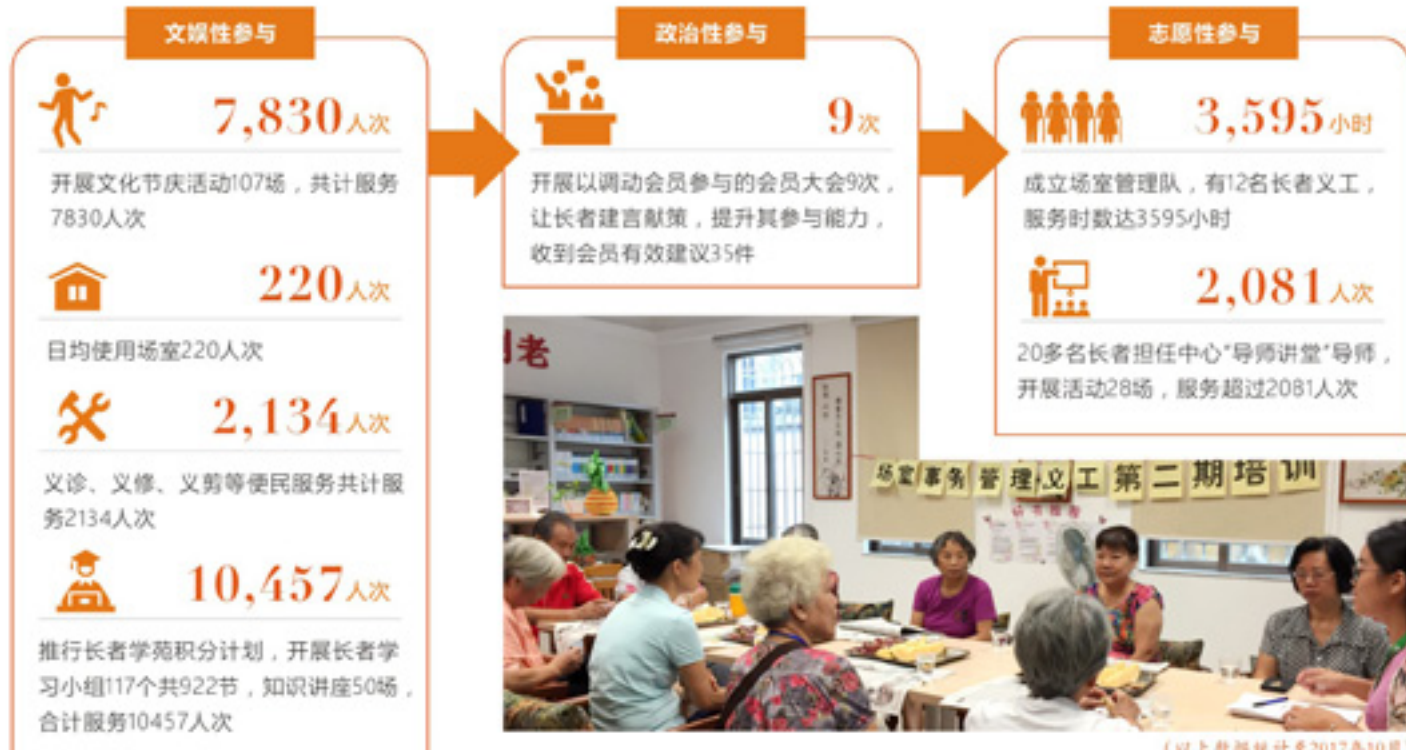 文娱性参与
7,830人次
开展文化节庆活动107场，共计服务
7830人次
220人次
日均使用场室220人次
2,134人次
义诊、义修、义剪等便民服务共计服
务2134人次
10,457人次
推行长者学苑积分计划，开展长者学
习小组117个共922节，知识讲座50场，
合计服务10457人次
政治性参与
9次
开展以调动会员参与的会员大会9次，
让长者建言献策，提升其参与能力，
收到会员有效建议35件
志愿性参与
3,595小时
成立场室管理队，有12名长者义工，
服务时数达3595小时
2,081人次
20多名长者担任中心“导师讲堂”导师，
开展活动28场，服务超过2081人次
老
场室事务管理义工第二期培训